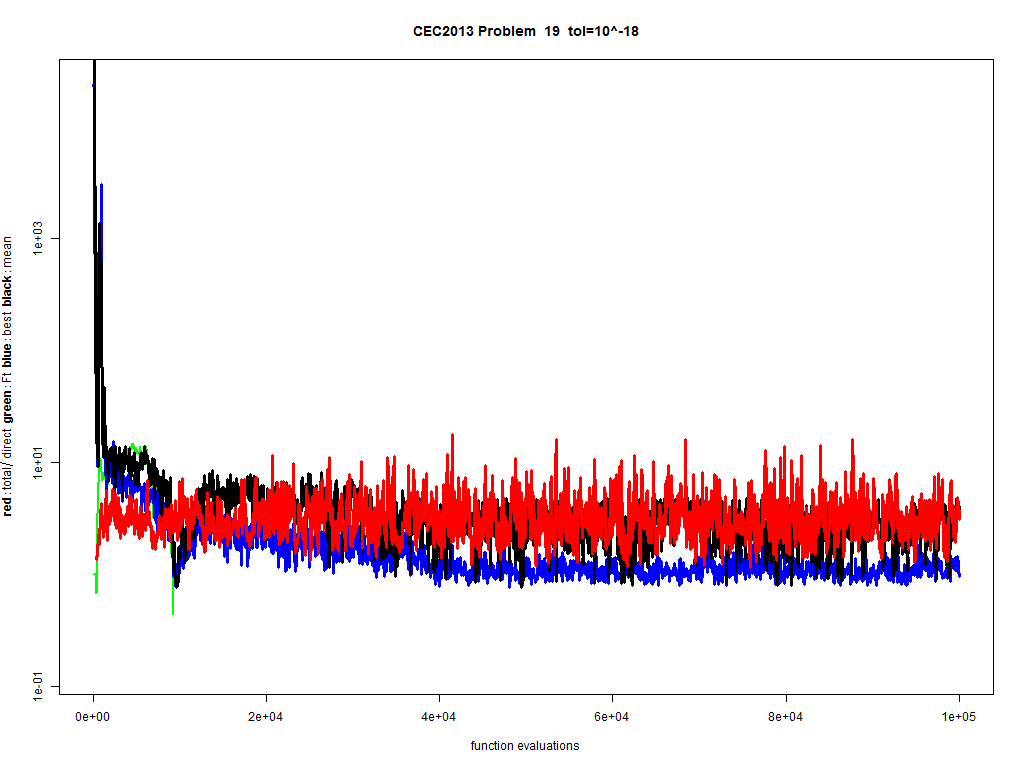 CEC2013 Problem 19 tol=10^-18
red : total/ direct green : Ft blue : best black : mean
1e+03
1e+01
1e-01
0e+00 2e+04 4e+04 6e+04 8e+04 1e+05
function evaluations